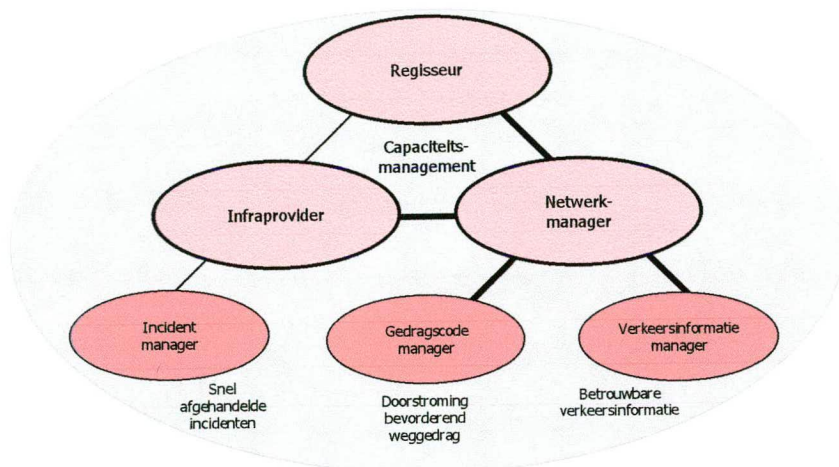 Regisseur
Capaciteits-
management
Infraprovider
Netwerk-
manager
Incident
manager
Gedragscode
manager
Verkeersinformatie
manager
Snel
afgehandelde
incidenten
Doorstroming
bevorderend
weggedrag
Betrouwbare
verkeersinformatie